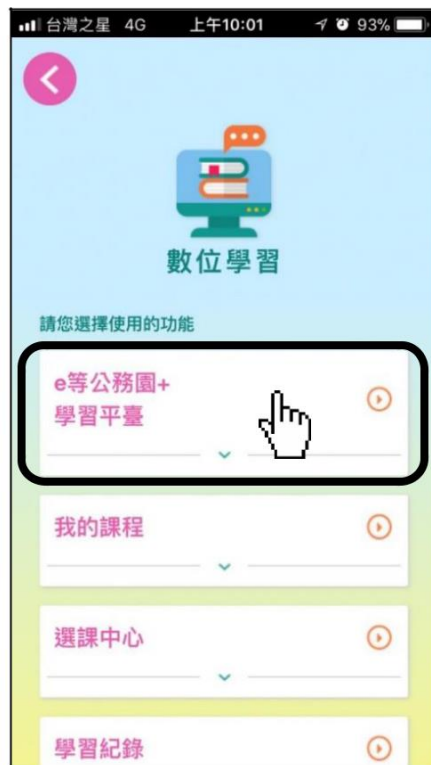 台灣之星 4G 上午10:01 93%
數位學習
請您選擇使用的功能
e等公務園+
學習平臺
我的課程
選課中心
學習紀錄